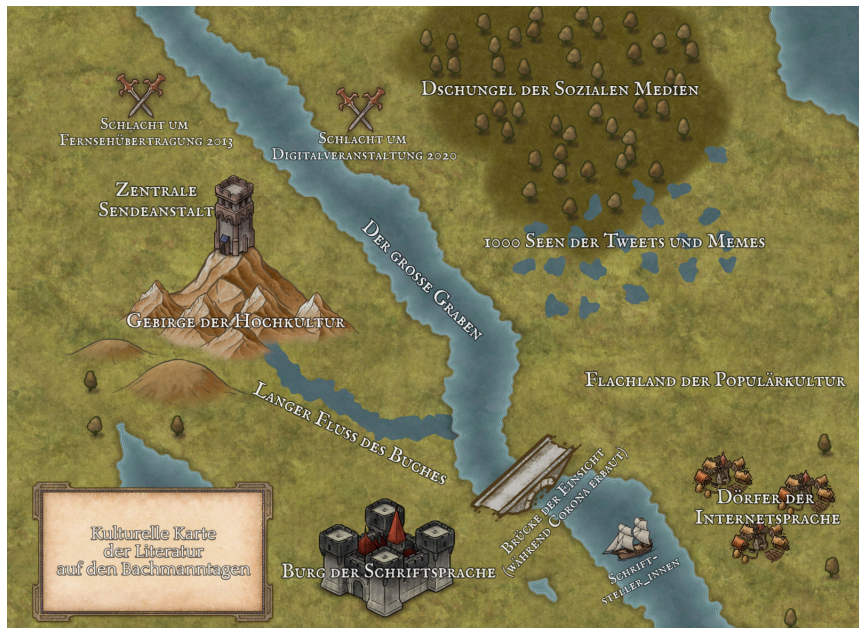 Dschungel der Sozialen Medien
Schlacht um
Fernsehübertragung 2013
Schlacht um
Digitalveranstaltung 2020
Zentrale
Sendeanstalt
1000 Seen der Tweets und Memes
Der grosse Graben
Gebirge der Hochkultur
Flachland der Populärkultur
Langer Fluss des Buches
Brücke der Einsicht
(während Corona erbaut)
Dörfer der
Internetsprache
Kulturelle Karte
der Literatur
auf den Bachmanntagen
Burg der Schriftsprache
Schrift-
steller_innen